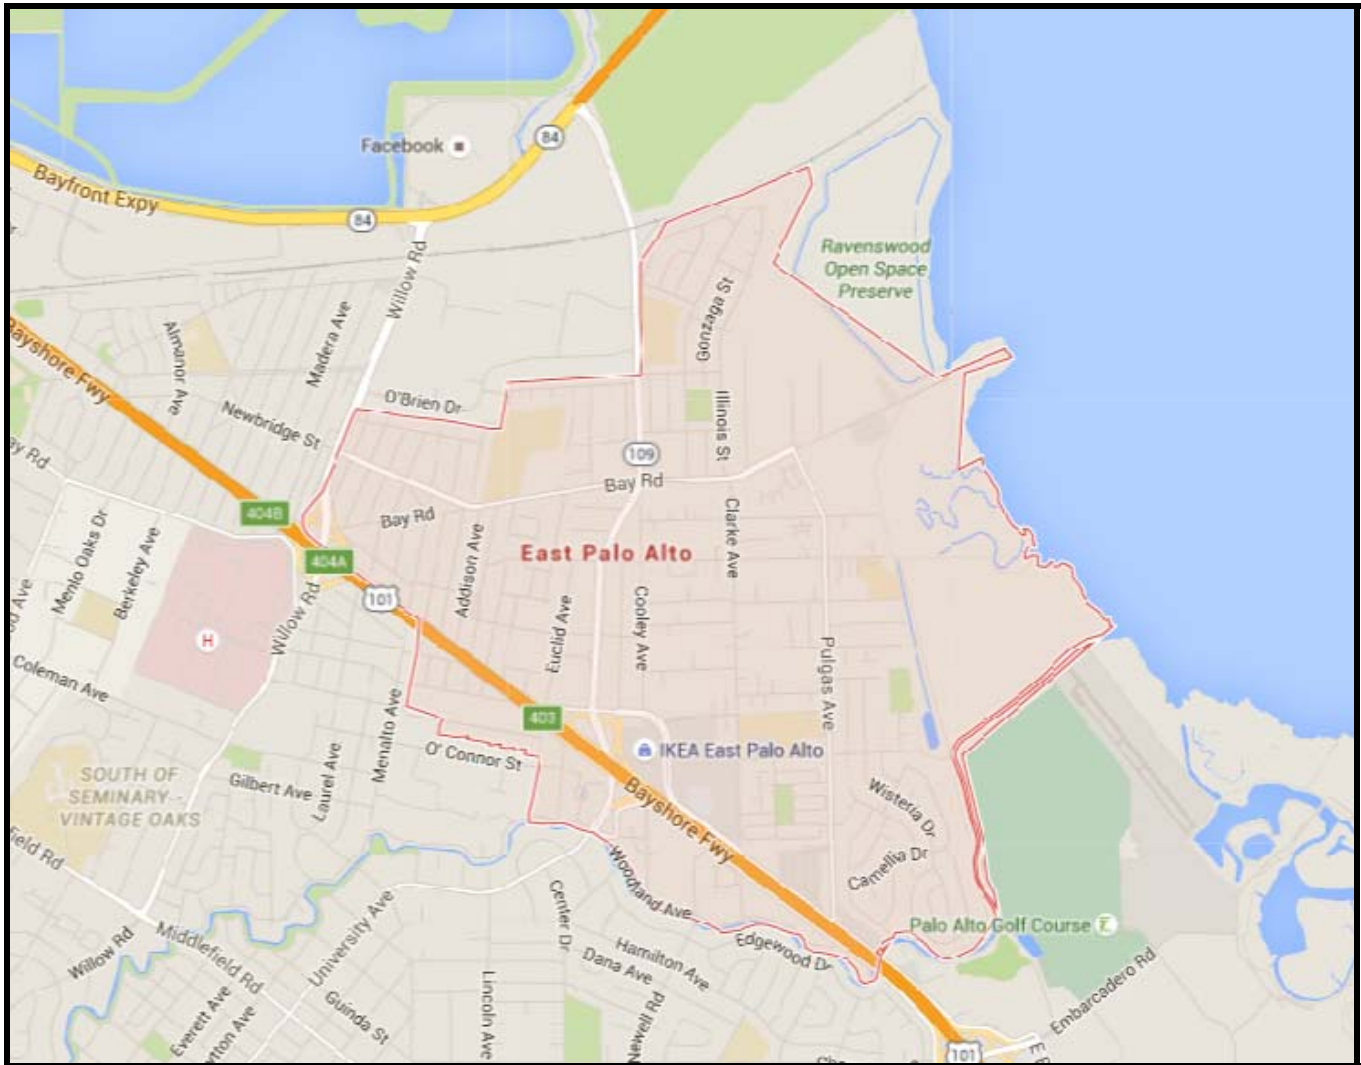 84
Facebook
Bayfront Expy
84
Willow Rd
Ravenswood
Open Space
Preserve
Bayshore Fwy
Almanor Ave
Madera Ave
Gonzaga St
O'Brien Dr
Newbridge St
Illinois St
109
Bay Rd
Bay Rd
404B
Clarke Ave
Menlo Oaks Dr
Berkeley Ave
Addison Ave
East Palo Alto
404A
101
Willow Rd
H
Euclid Ave
Cooley Ave
Pulgas Ave
Coleman Ave
Menalto Ave
403
O' Connor St
IKEA East Palo Alto
Laurel Ave
SOUTH OF
SEMINARY -
VINTAGE OAKS
Gilbert Ave
Bayshore Fwy
Wisteria Dr
Camellia Dr
Woodland Ave
University Ave
Center Dr
Palo Alto Golf Course
Edgewood Dr
Hamilton Ave
Dana Ave
Willow Rd
Middlefield Rd
Embarcadero Rd
Lincoln Ave
Guinda St
Everett Ave
Newell Rd
101